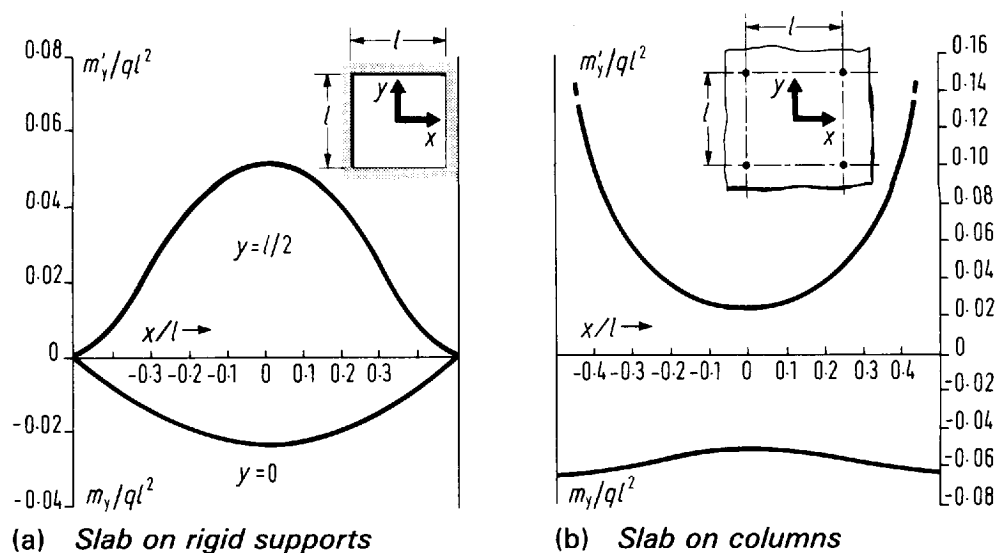 m'y/ql²
0·08
0·06
0·04
0·02
0
-0·02
-0·04
l
l
y
x
y=l/2
x/l →
-0.3 -0.2 -0.1 0 0.1 0.2 0.3
y=0
my/ql²
(a) Slab on rigid supports
m'y/ql²
l
l
y
x
0·16
0·14
0·12
0·10
0·08
0·06
0·04
0·02
0
-0·02
-0·04
-0·06
-0·08
x/l →
-0.4 -0.3 -0.2 -0.1 0 0.1 0.2 0.3 0.4
my/ql²
(b) Slab on columns